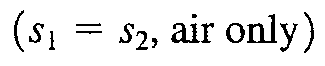 (s₁ = s₂, air only)